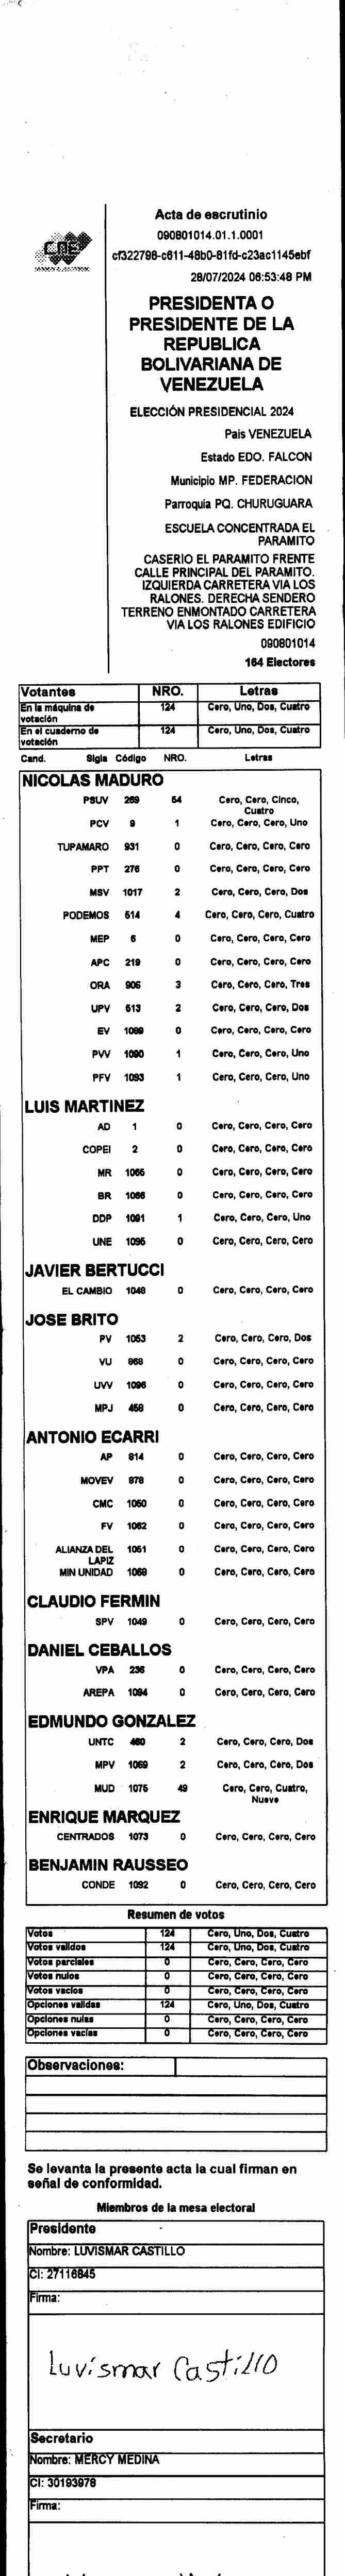 CNE
Acta de escrutinio
090801014.01.1.0001
cf322798-c611-48b0-81fd-c23ac1145ebf
28/07/2024 06:53:48 PM
PRESIDENTA O
PRESIDENTE DE LA
REPUBLICA
BOLIVARIANA DE
VENEZUELA
ELECCIÓN PRESIDENCIAL 2024
Pais VENEZUELA
Estado EDO. FALCON
Municipio MP. FEDERACION
Parroquia PQ. CHURUGUARA
ESCUELA CONCENTRADA EL
PARAMITO
CASERIO EL PARAMITO FRENTE
CALLE PRINCIPAL DEL PARAMITO.
IZQUIERDA CARRETERA VIA LOS
RALONES. DERECHA SENDERO
TERRENO ENMONTADO CARRETERA
VIA LOS RALONES EDIFICIO
090801014
164 Electores
Votantes NRO. Letras
En la máquina de votación 124 Cero, Uno, Dos, Cuatro
En el cuaderno de votación 124 Cero, Uno, Dos, Cuatro
Cand. Sigla Código NRO. Letras
NICOLAS MADURO
PSUV 269 54 Cero, Cero, Cinco, Cuatro
PCV 9 1 Cero, Cero, Cero, Uno
TUPAMARO 931 0 Cero, Cero, Cero, Cero
PPT 276 0 Cero, Cero, Cero, Cero
MSV 1017 2 Cero, Cero, Cero, Dos
PODEMOS 514 4 Cero, Cero, Cero, Cuatro
MEP 6 0 Cero, Cero, Cero, Cero
APC 219 0 Cero, Cero, Cero, Cero
ORA 906 3 Cero, Cero, Cero, Tres
UPV 613 2 Cero, Cero, Cero, Dos
EV 1089 0 Cero, Cero, Cero, Cero
PVV 1090 1 Cero, Cero, Cero, Uno
PFV 1093 1 Cero, Cero, Cero, Uno
LUIS MARTINEZ
AD 1 0 Cero, Cero, Cero, Cero
COPEI 2 0 Cero, Cero, Cero, Cero
MR 1065 0 Cero, Cero, Cero, Cero
BR 1066 0 Cero, Cero, Cero, Cero
DDP 1091 1 Cero, Cero, Cero, Uno
UNE 1095 0 Cero, Cero, Cero, Cero
JAVIER BERTUCCI
EL CAMBIO 1048 0 Cero, Cero, Cero, Cero
JOSE BRITO
PV 1053 2 Cero, Cero, Cero, Dos
VU 868 0 Cero, Cero, Cero, Cero
UVV 1096 0 Cero, Cero, Cero, Cero
MPJ 458 0 Cero, Cero, Cero, Cero
ANTONIO ECARRI
AP 814 0 Cero, Cero, Cero, Cero
MOVEV 878 0 Cero, Cero, Cero, Cero
CMC 1050 0 Cero, Cero, Cero, Cero
FV 1062 0 Cero, Cero, Cero, Cero
ALIANZA DEL LAPIZ 1051 0 Cero, Cero, Cero, Cero
MIN UNIDAD 1068 0 Cero, Cero, Cero, Cero
CLAUDIO FERMIN
SPV 1049 0 Cero, Cero, Cero, Cero
DANIEL CEBALLOS
VPA 236 0 Cero, Cero, Cero, Cero
AREPA 1094 0 Cero, Cero, Cero, Cero
EDMUNDO GONZALEZ
UNTC 460 2 Cero, Cero, Cero, Dos
MPV 1069 2 Cero, Cero, Cero, Dos
MUD 1075 49 Cero, Cero, Cuatro, Nueve
ENRIQUE MARQUEZ
CENTRADOS 1073 0 Cero, Cero, Cero, Cero
BENJAMIN RAUSSEO
CONDE 1092 0 Cero, Cero, Cero, Cero
Resumen de votos
Votos 124 Cero, Uno, Dos, Cuatro
Votos validos 124 Cero, Uno, Dos, Cuatro
Votos parciales 0 Cero, Cero, Cero, Cero
Votos nulos 0 Cero, Cero, Cero, Cero
Votos vacios 0 Cero, Cero, Cero, Cero
Opciones validas 124 Cero, Uno, Dos, Cuatro
Opciones nulas 0 Cero, Cero, Cero, Cero
Opciones vacias 0 Cero, Cero, Cero, Cero
Observaciones:
Se levanta la presente acta la cual firman en
señal de conformidad.
Miembros de la mesa electoral
Presidente
Nombre: LUVISMAR CASTILLO
CI: 27116845
Firma:
Luvismar Castillo
Secretario
Nombre: MERCY MEDINA
CI: 30193978
Firma: